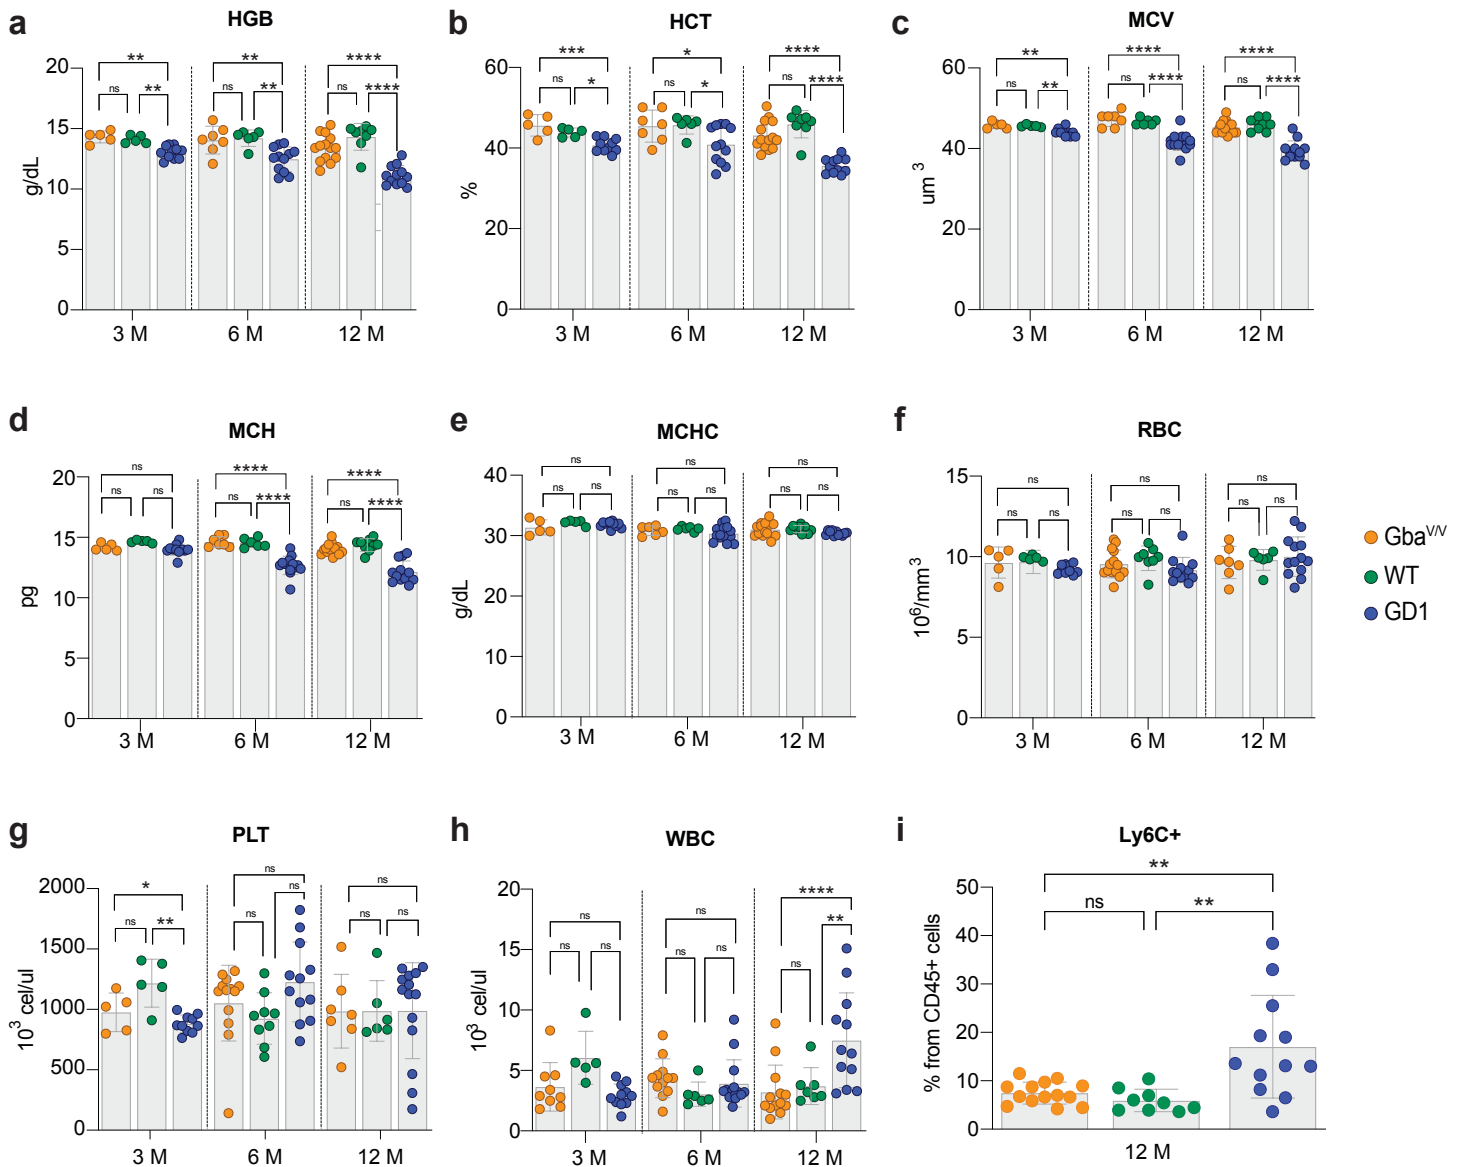 a
HGB
g/dL
20
15
10
5
0
**
ns
**
**
ns
**
****
ns
****
3 M
6 M
12 M
b
HCT
%
60
40
20
0
***
ns
*
*
ns
*
****
ns
****
3 M
6 M
12 M
c
MCV
um 3
60
40
20
0
**
ns
**
****
ns
****
****
ns
****
3 M
6 M
12 M
d
MCH
pg
20
15
10
5
0
ns
ns
ns
****
ns
****
****
ns
****
3 M
6 M
12 M
e
MCHC
g/dL
40
30
20
10
0
ns
ns
ns
ns
ns
ns
ns
ns
ns
3 M
6 M
12 M
f
RBC
10⁶/mm3
15
10
5
0
ns
ns
ns
ns
ns
ns
ns
ns
ns
3 M
6 M
12 M
Gba^V/V
WT
GD1
g
PLT
10³ cel/ul
2000
1500
1000
500
0
*
ns
**
ns
ns
ns
ns
ns
ns
3 M
6 M
12 M
h
WBC
10³ cel/ul
20
15
10
5
0
ns
ns
ns
ns
ns
ns
****
ns
**
3 M
6 M
12 M
i
Ly6C+
% from CD45+ cells
50
40
30
20
10
0
**
ns
**
12 M